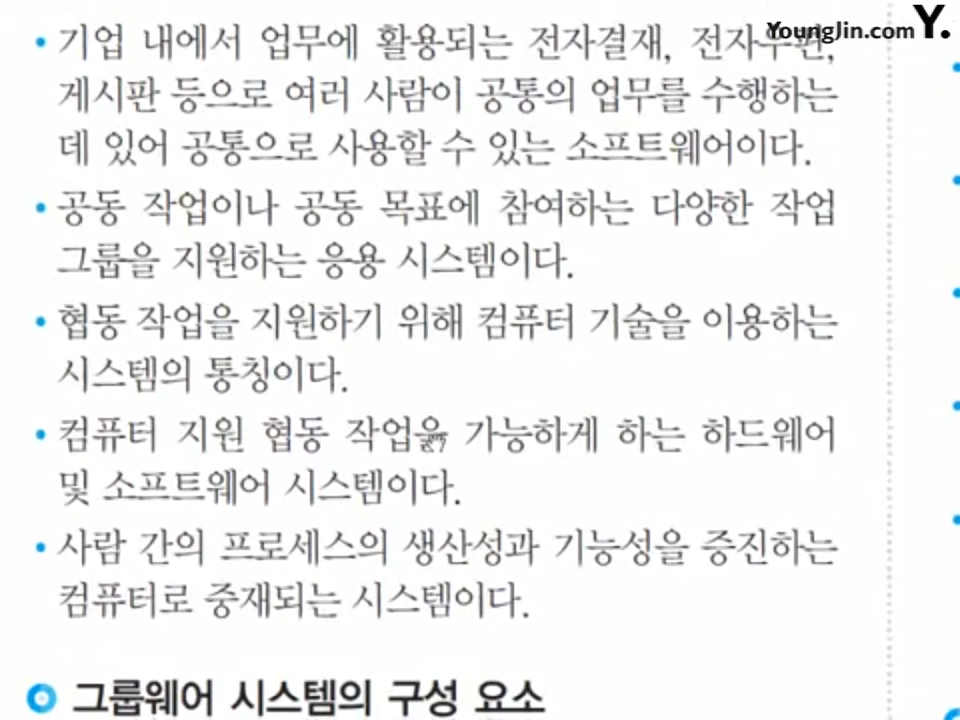 YoungJin.com Y.
• 기업 내에서 업무에 활용되는 전자결재, 전자우편,
게시판 등으로 여러 사람이 공통의 업무를 수행하는
데 있어 공통으로 사용할 수 있는 소프트웨어이다.
• 공동 작업이나 공동 목표에 참여하는 다양한 작업
그룹을 지원하는 응용 시스템이다.
• 협동 작업을 지원하기 위해 컴퓨터 기술을 이용하는
시스템의 통칭이다.
• 컴퓨터 지원 협동 작업을 가능하게 하는 하드웨어
및 소프트웨어 시스템이다.
• 사람 간의 프로세스의 생산성과 기능성을 증진하는
컴퓨터로 중재되는 시스템이다.
그룹웨어 시스템의 구성 요소